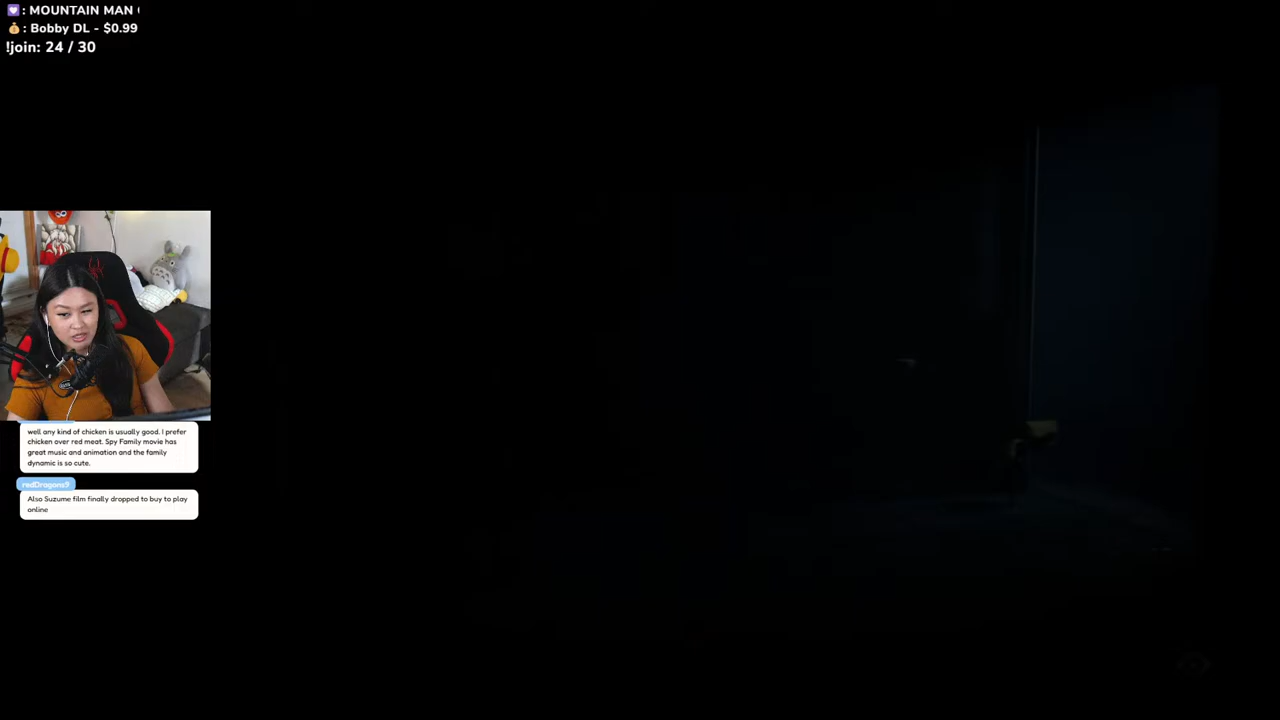 : MOUNTAIN MAN
: Bobby DL - $0.99
!join: 24 / 30
well any kind of chicken is usually good. I prefer
chicken over red meat. Spy Family movie has
great music and animation and the family
dynamic is so cute.
redDragons9
Also Suzume film finally dropped to buy to play
online